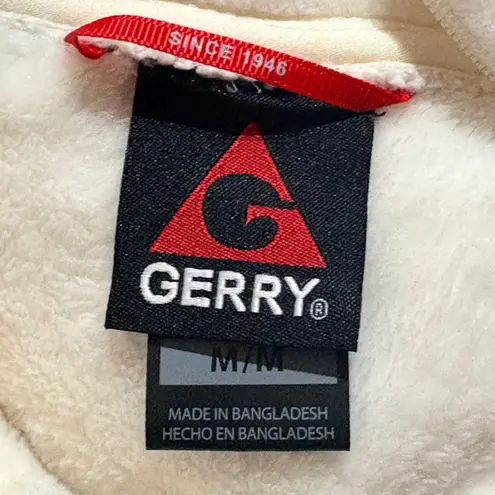 SINCE 1946
GERRY®
M/M
MADE IN BANGLADESH
HECHO EN BANGLADESH